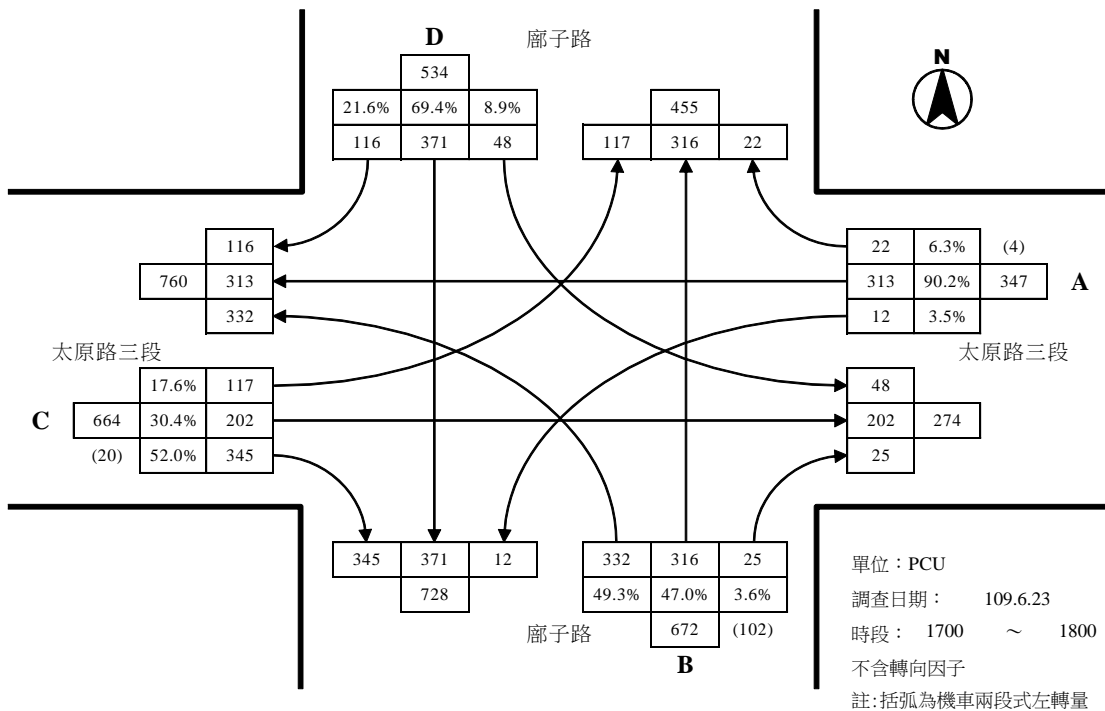 D
廍子路
N
534
21.6% 69.4% 8.9%
116 371 48
455
117 316 22
116
760 313
332
22 6.3% (4)
313 90.2% 347
12 3.5%
A
太原路三段
太原路三段
17.6% 117
664 30.4% 202
(20) 52.0% 345
C
48
202 274
25
345 371 12
728
332 316 25
49.3% 47.0% 3.6%
672 (102)
廍子路
B
單位：PCU
調查日期： 109.6.23
時段： 1700 ～ 1800
不含轉向因子
註:括弧為機車兩段式左轉量